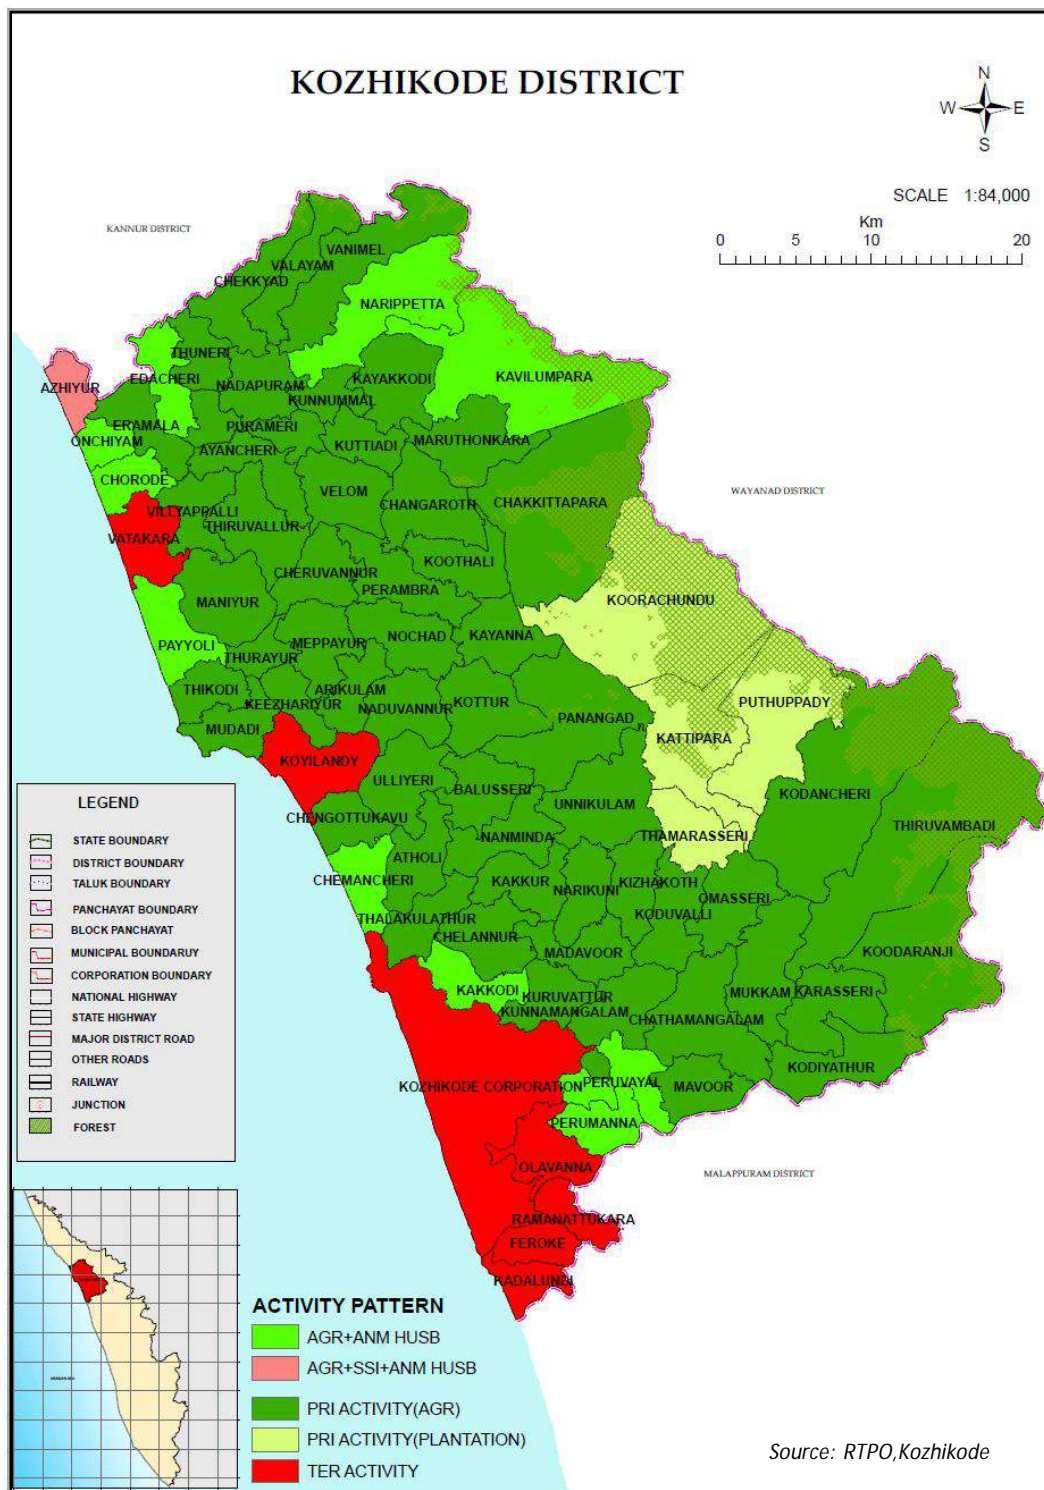 KOZHIKODE DISTRICT
N
W E
S
SCALE 1:84,000
Km
0 5 10 20
KANNUR DISTRICT
VANIMEL
VALAYAM
CHEKKYAD
NARIPPETTA
THUNERI
AZHIYUR
EDACHERI
NADAPURAM
KAYAKKODI
KAVILUMPARA
KUNNUMMAL
ERAMALA
PURAMERI
ONCHIYAM
AYANCHERI
KUTTIADI
MARUTHONKARA
CHORODE
VELOM
CHANGAROTH
CHAKKITTAPARA
WAYANAD DISTRICT
VILLYAPPALLI
THIRUVALLUR
VATAKARA
KOOTHALI
CHERUVANNUR
PERAMBRA
MANIYUR
KOORACHUNDU
NOCHAD
KAYANNA
MEPPAYUR
PAYYOLI
THURAYUR
THIKODI
ARIKULAM
KEEZHARIYUR
NADUVANNUR
KOTTUR
PUTHUPPADY
PANANGAD
MUDADI
KATTIPARA
KOYILANDY
ULLIYERI
BALUSSERI
KODANCHERI
UNNIKULAM
CHENGOTTUKAVU
THIRUVAMBADI
NANMINDA
THAMARASSERI
ATHOLI
CHEMANCHERI
KAKKUR
NARIKUNI
KIZHAKOTH
OMASSERI
THALAKULATHUR
KODUVALLI
CHELANNUR
MADAVOOR
KOODARANJI
KAKKODI
KURUVATTUR
MUKKAM
KARASSERI
KUNNAMANGALAM
CHATHAMANGALAM
KODIYATHUR
KOZHIKODE CORPORATION
PERUVAYAL
MAVOOR
PERUMANNA
OLAVANNA
MALAPPURAM DISTRICT
RAMANATTUKARA
FEROKE
KADALUNDI
LEGEND
STATE BOUNDARY
DISTRICT BOUNDARY
TALUK BOUNDARY
PANCHAYAT BOUNDARY
BLOCK PANCHAYAT
MUNICIPAL BOUNDARUY
CORPORATION BOUNDARY
NATIONAL HIGHWAY
STATE HIGHWAY
MAJOR DISTRICT ROAD
OTHER ROADS
RAILWAY
JUNCTION
FOREST
ACTIVITY PATTERN
AGR+ANM HUSB
AGR+SSI+ANM HUSB
PRI ACTIVITY(AGR)
PRI ACTIVITY(PLANTATION)
TER ACTIVITY
Source: RTPO,Kozhikode